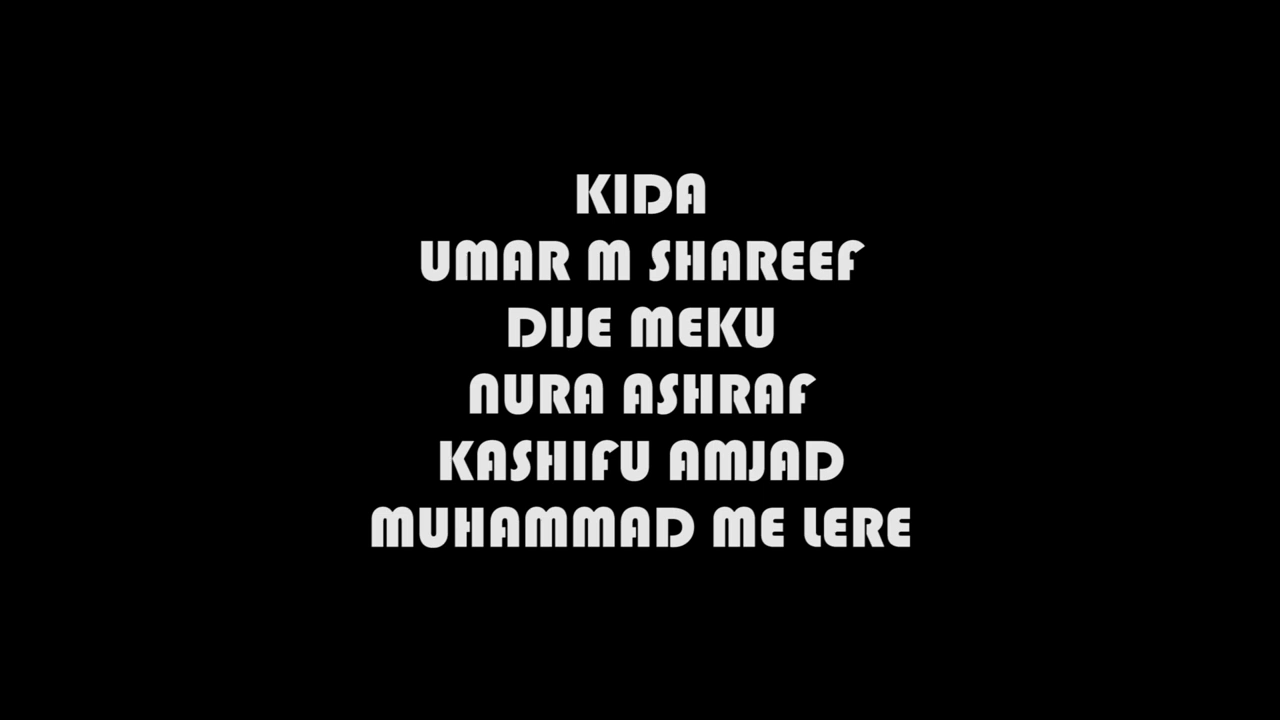 KIDA
UMAR M SHAREEF
DIJE MEKU
NURA ASHRAF
KASHIFU AMJAD
MUHAMMAD ME LERE